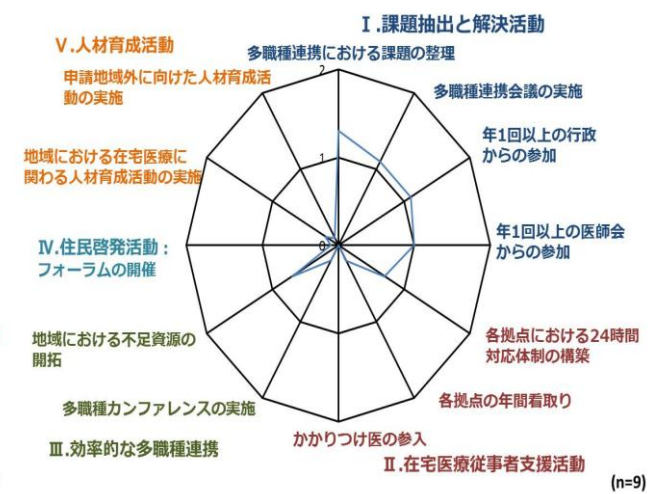 Ⅰ.課題抽出と解決活動
多職種連携における課題の整理
多職種連携会議の実施
年1回以上の行政
からの参加
年1回以上の医師会
からの参加
各拠点における24時間
対応体制の構築
各拠点の年間看取り
Ⅱ.在宅医療従事者支援活動
かかりつけ医の参入
Ⅲ.効率的な多職種連携
多職種カンファレンスの実施
地域における不足資源の
開拓
Ⅳ.住民啓発活動：
フォーラムの開催
地域における在宅医療に
関わる人材育成活動の実施
申請地域外に向けた人材育成活
動の実施
Ⅴ.人材育成活動
2
1
0
(n=9)